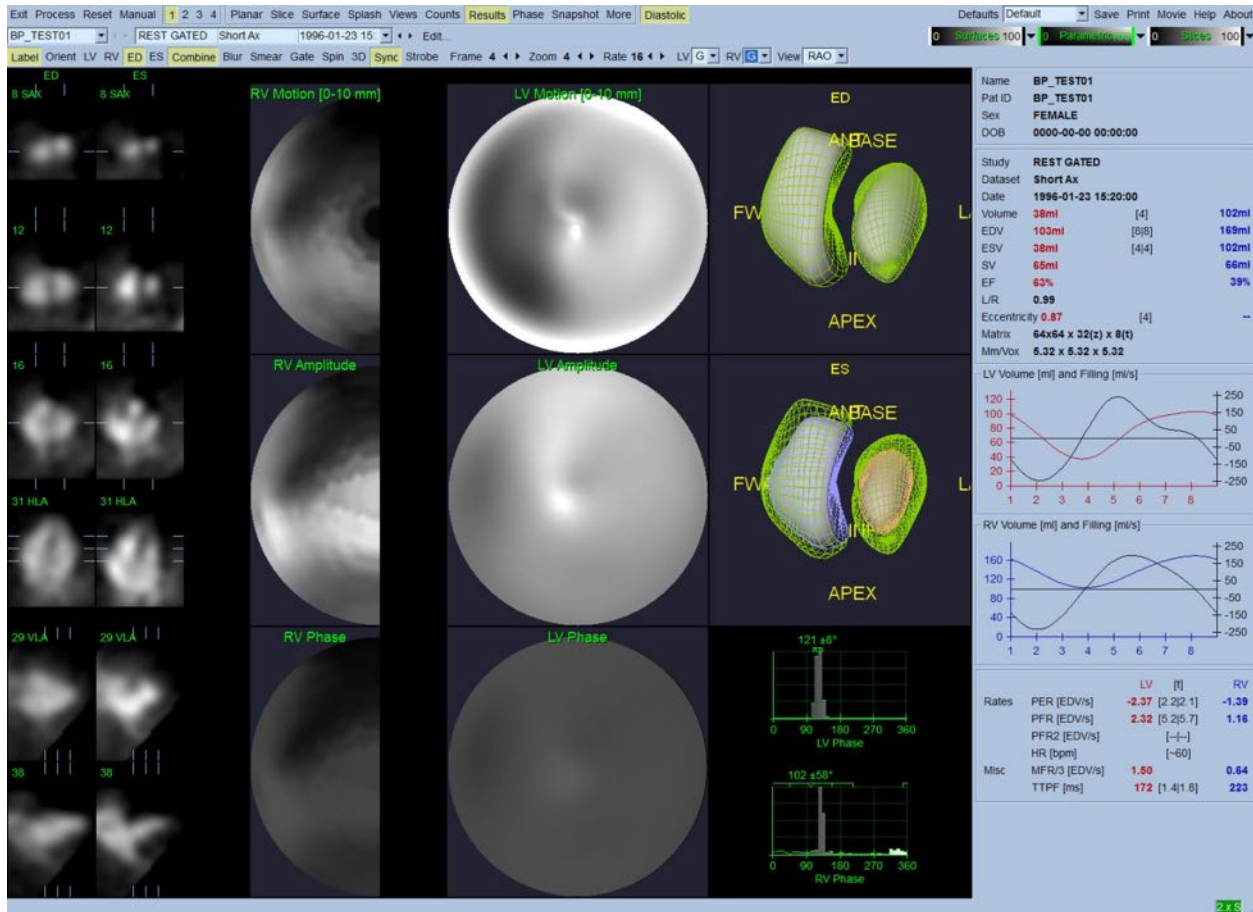 Exit Process Reset Manual 1 2 3 4 Planar Slice Surface Splash Views Counts Results Phase Snapshot More Diastolic Defaults Default Save Print Movie Help About
BP_TEST01 REST GATED Short Ax 1996-01-23 15: Edit...
0 Surfaces 100 0 Parametric 100 0 Slices 100
Label Orient LV RV ED ES Combine Blur Smear Gate Spin 3D Sync Strobe Frame 4 Zoom 4 Rate 16 LV G RV G View RAO
ED ES
8 SAX 8 SAX
12 12
16 16
31 HLA 31 HLA
29 VLA 29 VLA
38 38
RV Motion [0-10 mm]
RV Amplitude
RV Phase
LV Motion [0-10 mm]
LV Amplitude
LV Phase
ED
ANT BASE
FW
INF
APEX
ES
ANT BASE
FW
INF
APEX
121 ±8°
0 90 180 270 360
LV Phase
102 ±58°
0 90 180 270 360
RV Phase
Name BP_TEST01
Pat ID BP_TEST01
Sex FEMALE
DOB 0000-00-00 00:00:00
Study REST GATED
Dataset Short Ax
Date 1996-01-23 15:20:00
Volume 38ml [4] 102ml
EDV 103ml [8|8] 169ml
ESV 38ml [4|4] 102ml
SV 65ml 66ml
EF 63% 39%
L/R 0.99
Eccentricity 0.87 [4] --
Matrix 64x64 x 32(z) x 8(t)
Mm/Vox 5.32 x 5.32 x 5.32
LV Volume [ml] and Filling [ml/s]
120
100
80
60
40
20
0
250
150
50
-50
-150
-250
1 2 3 4 5 6 7 8
RV Volume [ml] and Filling [ml/s]
160
120
80
40
0
250
150
50
-50
-150
-250
1 2 3 4 5 6 7 8
LV [t] RV
Rates PER [EDV/s] -2.37 [2.2|2.1] -1.39
PFR [EDV/s] 2.32 [5.2|5.7] 1.16
PFR2 [EDV/s] [--|--]
HR [bpm] [~60]
Misc MFR/3 [EDV/s] 1.50 0.64
TTPF [ms] 172 [1.4|1.8] 223
2 x S